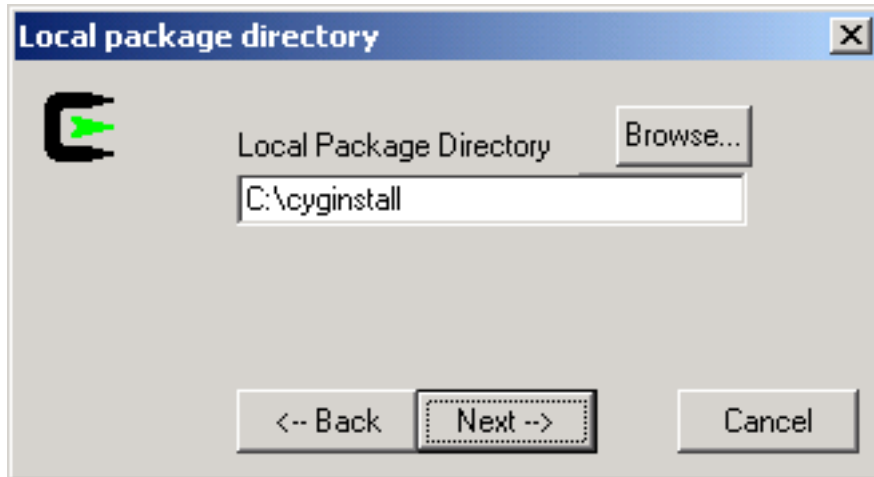 Local package directory
Local Package Directory
Browse...
C:\cyginstall
<-- Back
Next -->
Cancel